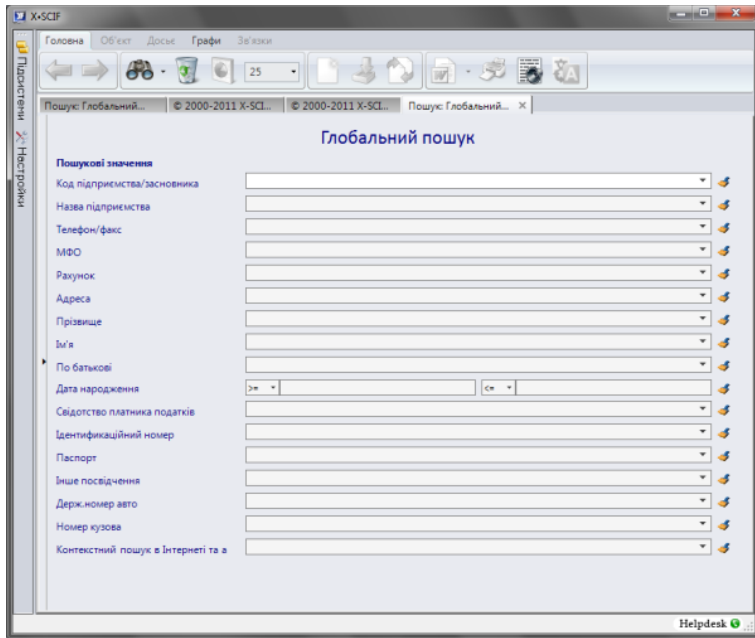 X-SCIF
Головна Об'єкт Досьє Графи Зв'язки
25
Підсистеми
Настройки
Пошук: Глобальний... © 2000-2011 X-SCI... © 2000-2011 X-SCI... Пошук: Глобальний...
Глобальний пошук
Пошукові значення
Код підприємства/засновника
Назва підприємства
Телефон/факс
МФО
Рахунок
Адреса
Прізвище
Ім'я
По батькові
Дата народження >= <=
Свідотство платника податків
Ідентификаційний номер
Паспорт
Інше посвідчення
Держ.номер авто
Номер кузова
Контекстний пошук в Інтернеті та а
Helpdesk